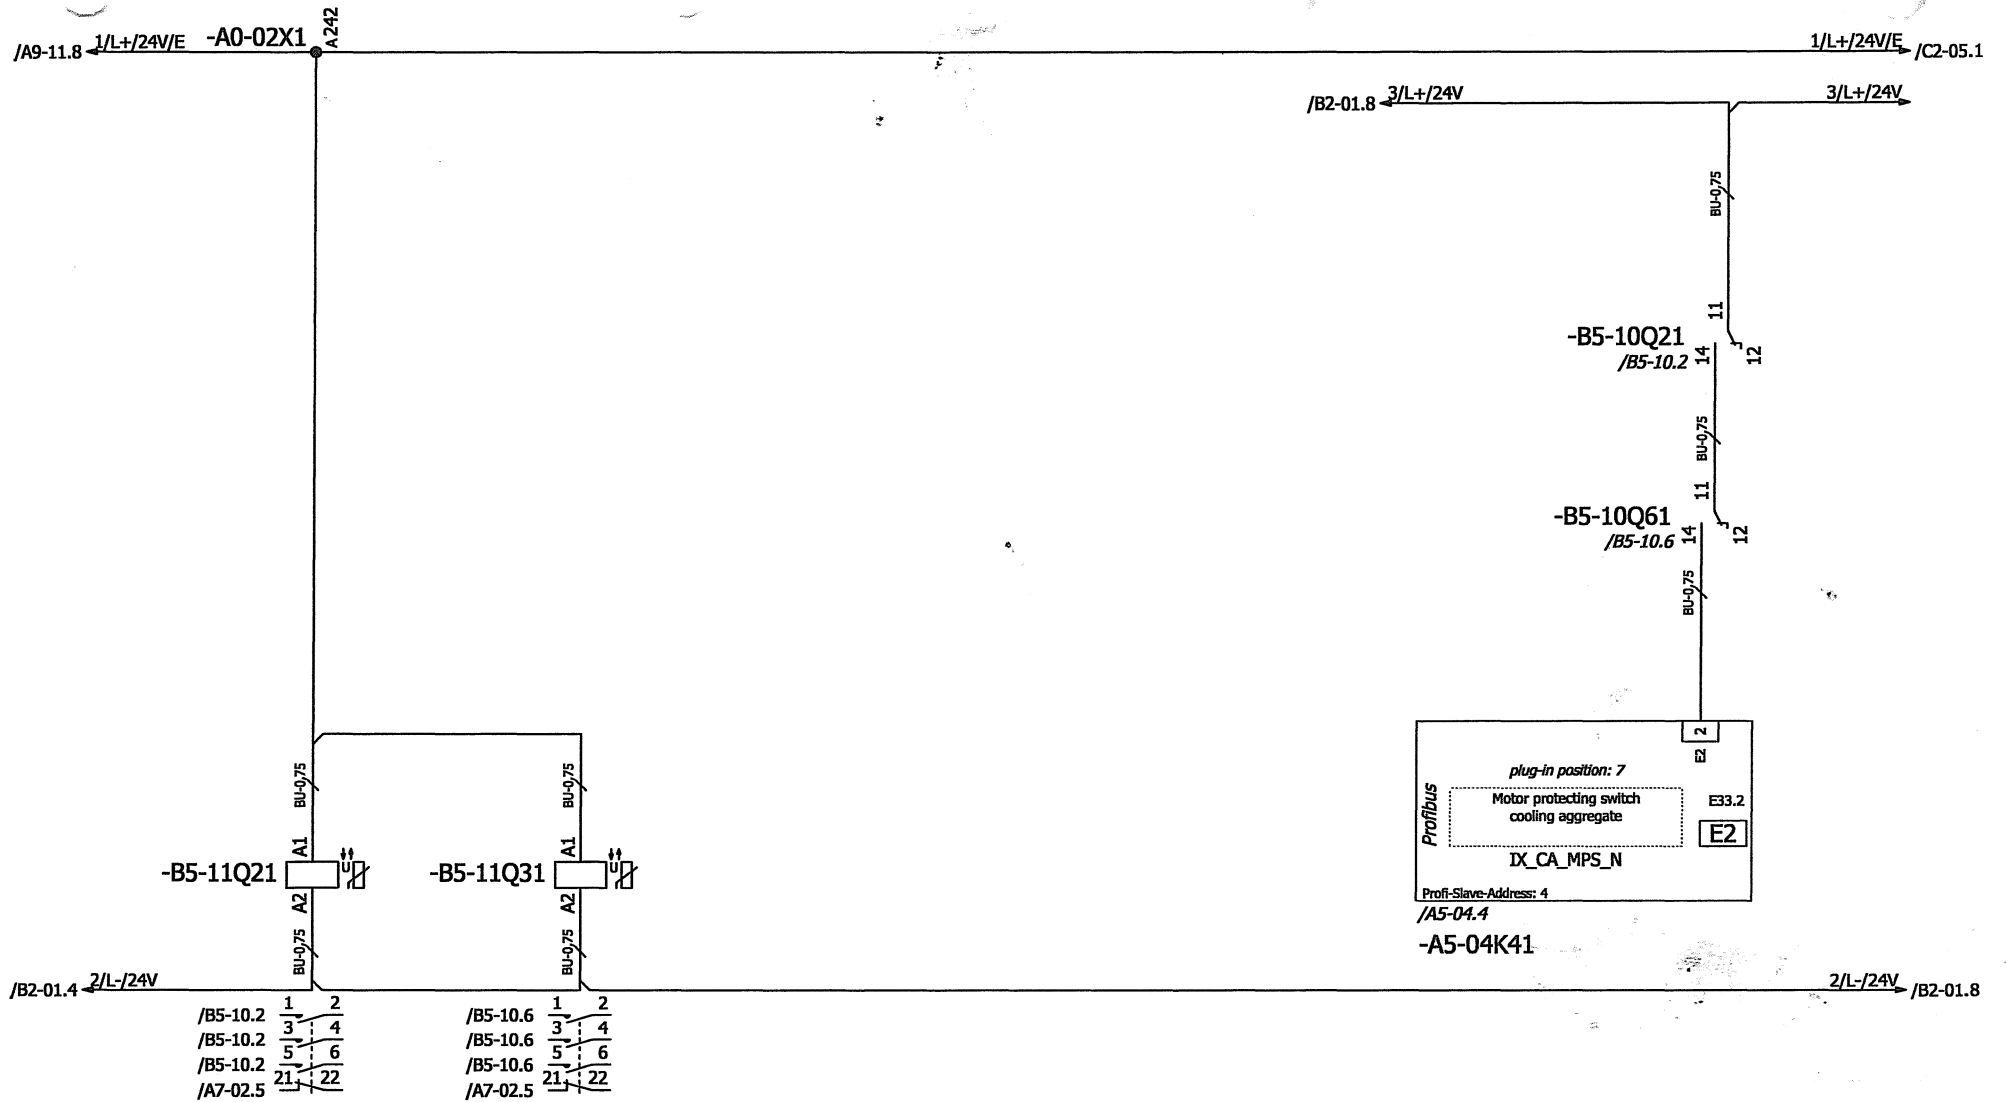 /A9-11.8
1/L+/24V/E
-A0-02X1
A242
1/L+/24V/E
/C2-05.1
/B2-01.8
3/L+/24V
3/L+/24V
BU-0,75
11
-B5-10Q21
/B5-10.2
14
12
BU-0,75
11
-B5-10Q61
/B5-10.6
14
12
BU-0,75
2
E2
plug-in position: 7
Profibus
Motor protecting switch
cooling aggregate
E33.2
E2
IX_CA_MPS_N
Profi-Slave-Address: 4
/A5-04.4
-A5-04K41
BU-0,75
BU-0,75
A1
A1
-B5-11Q21
U
-B5-11Q31
U
A2
A2
BU-0,75
BU-0,75
/B2-01.4
2/L-/24V
2/L-/24V
/B2-01.8
/B5-10.2 1 2
/B5-10.2 3 4
/B5-10.2 5 6
/A7-02.5 21 22
/B5-10.6 1 2
/B5-10.6 3 4
/B5-10.6 5 6
/A7-02.5 21 22